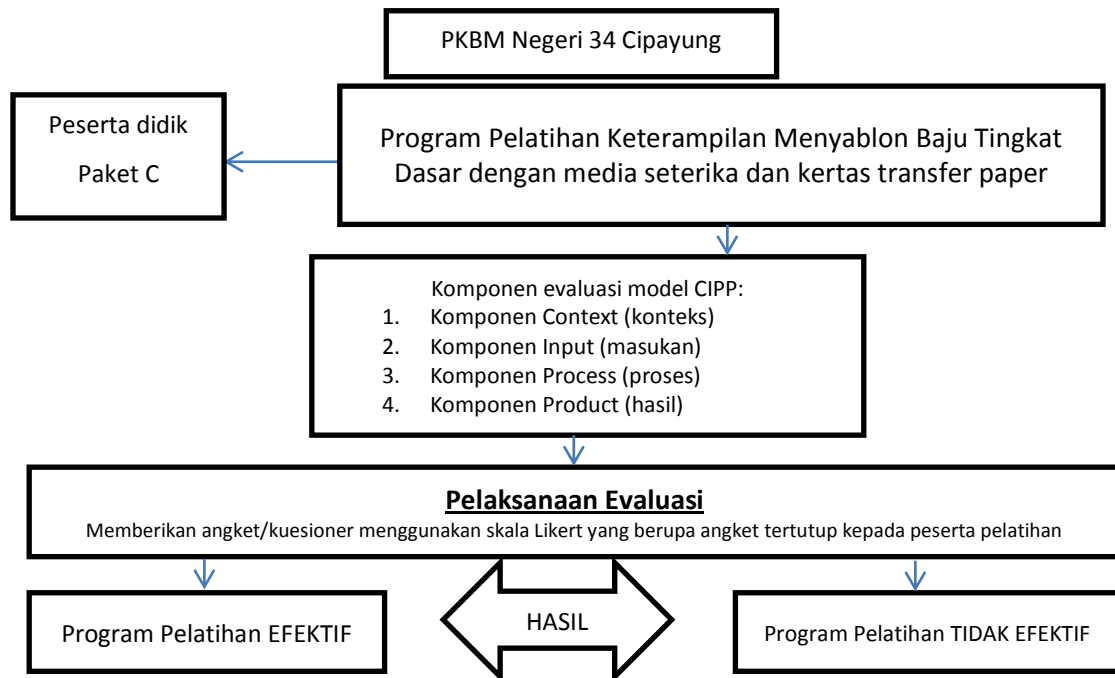 PKBM Negeri 34 Cipayung
Peserta didik
Paket C
Program Pelatihan Keterampilan Menyablon Baju Tingkat
Dasar dengan media seterika dan kertas transfer paper
Komponen evaluasi model CIPP:
1. Komponen Context (konteks)
2. Komponen Input (masukan)
3. Komponen Process (proses)
4. Komponen Product (hasil)
Pelaksanaan Evaluasi
Memberikan angket/kuesioner menggunakan skala Likert yang berupa angket tertutup kepada peserta pelatihan
Program Pelatihan EFEKTIF
HASIL
Program Pelatihan TIDAK EFEKTIF